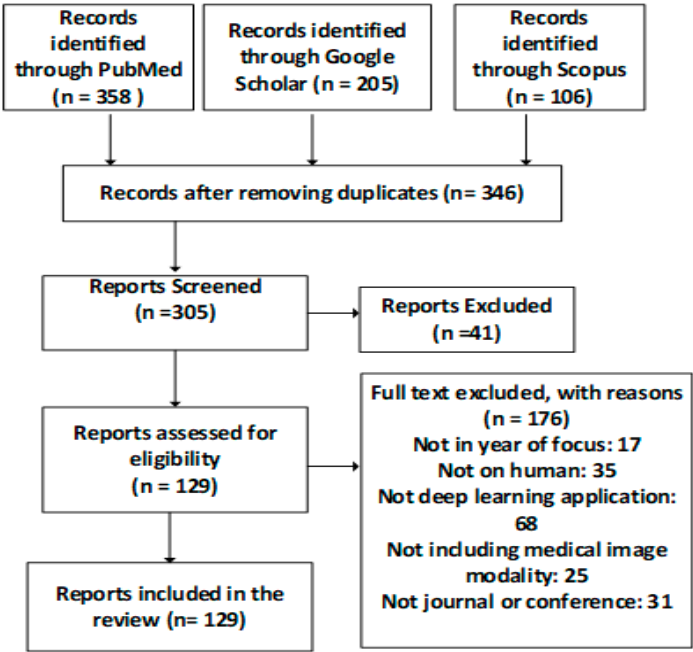 Records
identified
through PubMed
(n = 358 )
Records identified
through Google
Scholar (n = 205)
Records
identified
through Scopus
(n = 106)
Records after removing duplicates (n= 346)
Reports Screened
(n =305)
Reports Excluded
(n =41)
Reports assessed for
eligibility
(n = 129)
Full text excluded, with reasons
(n = 176)
Not in year of focus: 17
Not on human: 35
Not deep learning application:
68
Not including medical image
modality: 25
Not journal or conference: 31
Reports included in the
review (n= 129)